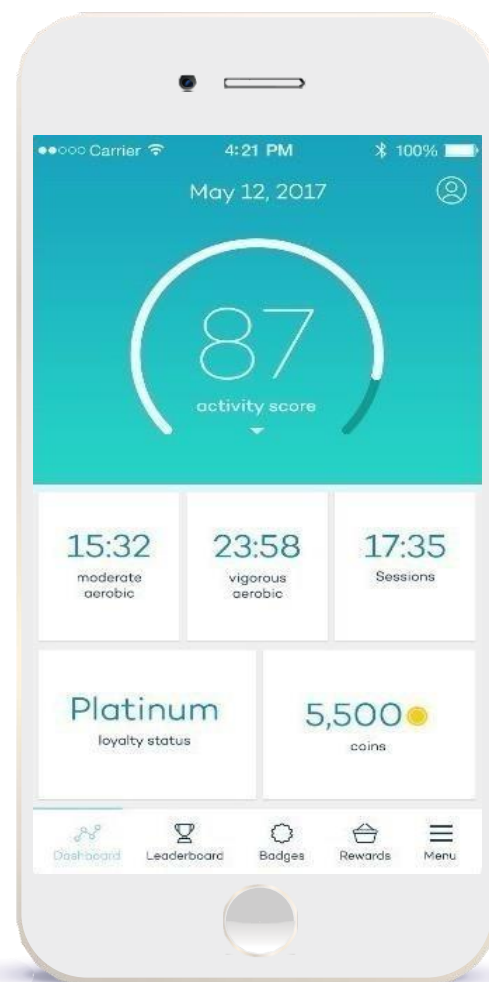 Carrier 4:21 PM 100%
May 12, 2017
87
activity score
15:32 23:58 17:35
moderate vigorous Sessions
aerobic aerobic
Platinum 5,500
loyalty status coins
Dashboard Leaderboard Badges Rewards Menu